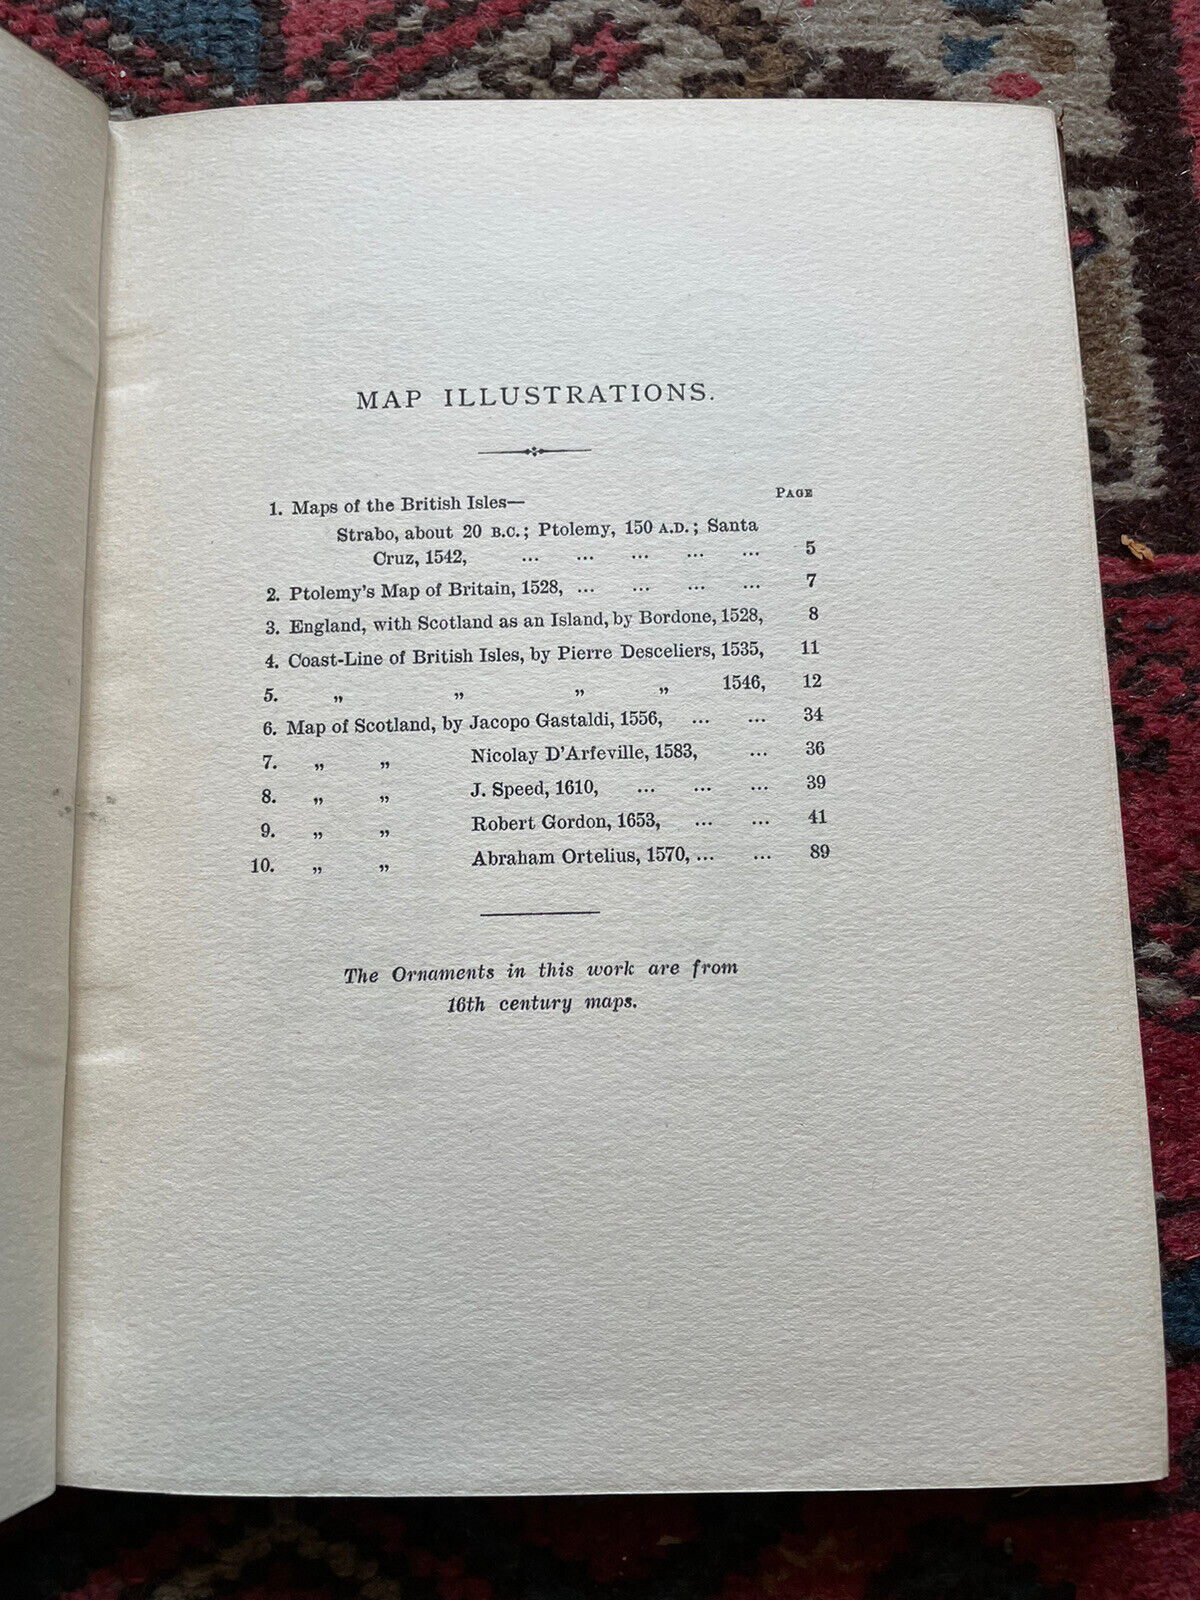 MAP ILLUSTRATIONS.
PAGE
1. Maps of the British Isles—
Strabo, about 20 B.C.; Ptolemy, 150 A.D.; Santa
Cruz, 1542, ... ... ... ... ... 5
2. Ptolemy's Map of Britain, 1528, ... ... ... ... 7
3. England, with Scotland as an Island, by Bordone, 1528, 8
4. Coast-Line of British Isles, by Pierre Desceliers, 1535, 11
5. „ „ „ „ 1546, 12
6. Map of Scotland, by Jacopo Gastaldi, 1556, ... ... 34
7. „ „ Nicolay D'Arfeville, 1583, ... 36
8. „ „ J. Speed, 1610, ... ... ... 39
9. „ „ Robert Gordon, 1653, ... ... 41
10. „ „ Abraham Ortelius, 1570, ... ... 89
The Ornaments in this work are from
16th century maps.